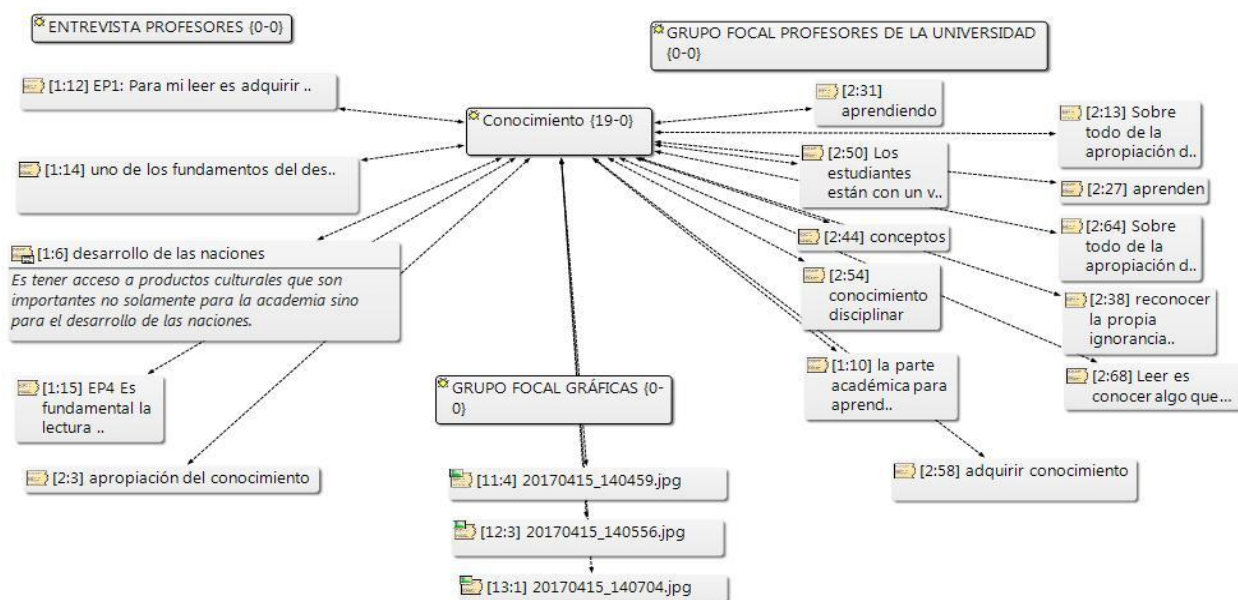 ENTREVISTA PROFESORES {0-0}
GRUPO FOCAL PROFESORES DE LA UNIVERSIDAD
{0-0}
[1:12] EP1: Para mi leer es adquirir ..
Conocimiento {19-0}
[2:31]
aprendiendo
[2:13] Sobre
todo de la
apropiación d..
[1:14] uno de los fundamentos del des..
[2:50] Los
estudiantes
están con un v..
[2:27] aprenden
[2:44] conceptos
[2:64] Sobre
todo de la
apropiación d..
[1:6] desarrollo de las naciones
Es tener acceso a productos culturales que son
importantes no solamente para la academia sino
para el desarrollo de las naciones.
[2:54]
conocimiento
disciplinar
[2:38] reconocer
la propia
ignorancia..
[1:15] EP4 Es
fundamental la
lectura ..
GRUPO FOCAL GRÁFICAS {0-
0}
[1:10] la parte
académica para
aprend..
[2:68] Leer es
conocer algo que...
[2:3] apropiación del conocimiento
[2:58] adquirir conocimiento
[11:4] 20170415_140459.jpg
[12:3] 20170415_140556.jpg
[13:1] 20170415_140704.jpg